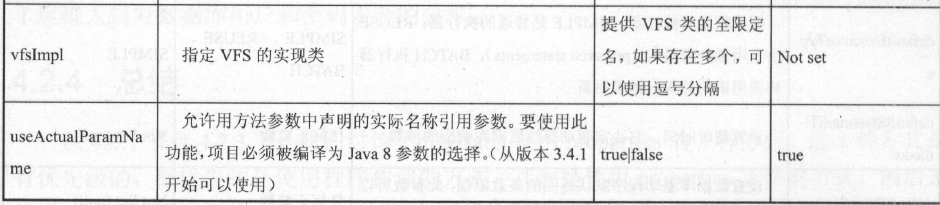 vfsImpl
指定 VFS 的实现类
提供 VFS 类的全限定
名,如果存在多个,可
以使用逗号分隔
Not set
useActualParamNa
me
允许用方法参数中声明的实际名称引用参数。要使用此
功能,项目必须被编译为 Java 8 参数的选择。(从版本 3.4.1
开始可以使用)
true|false
true